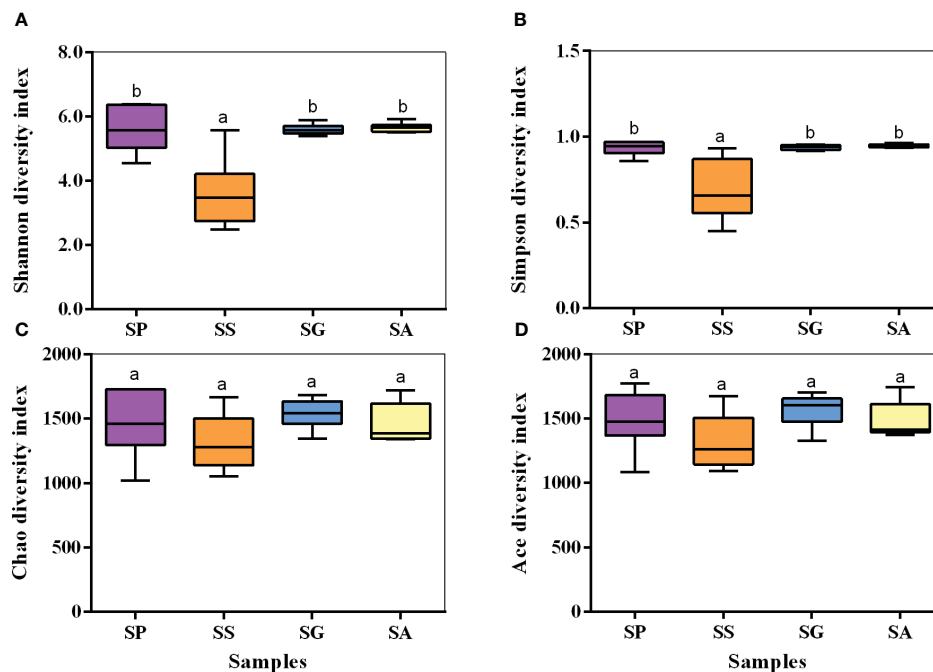 A
Shannon diversity index
8.0
6.0
4.0
2.0
0.0
b
a
b
b
SP
SS
SG
SA
B
Simpson diversity index
1.5
1.0
0.5
0.0
b
a
b
b
SP
SS
SG
SA
C
Chao diversity index
2000
1500
1000
500
0
a
a
a
a
SP
SS
SG
SA
Samples
D
Ace diversity index
2000
1500
1000
500
0
a
a
a
a
SP
SS
SG
SA
Samples